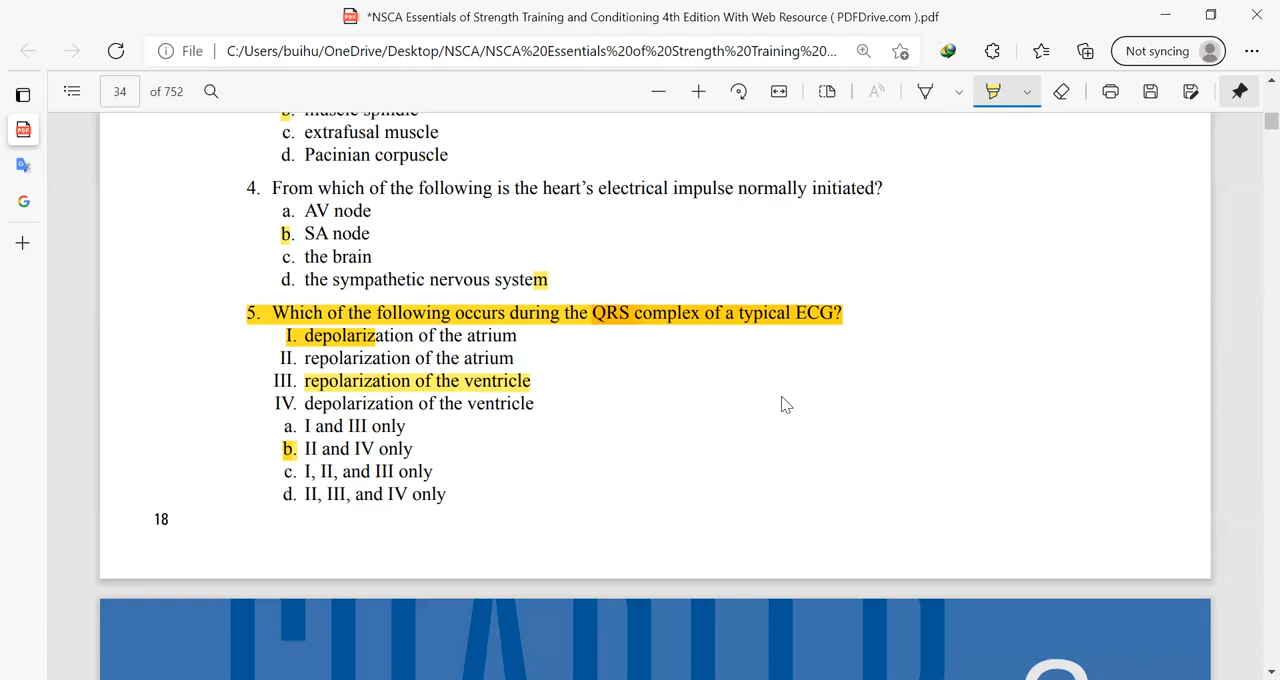 *NSCA Essentials of Strength Training and Conditioning 4th Edition With Web Resource ( PDFDrive.com ).pdf
File | C:/Users/buihu/OneDrive/Desktop/NSCA/NSCA%20Essentials%20of%20Strength%20Training%20... Not syncing
34 of 752
b. muscle spindle
c. extrafusal muscle
d. Pacinian corpuscle
4. From which of the following is the heart's electrical impulse normally initiated?
a. AV node
b. SA node
c. the brain
d. the sympathetic nervous system
5. Which of the following occurs during the QRS complex of a typical ECG?
I. depolarization of the atrium
II. repolarization of the atrium
III. repolarization of the ventricle
IV. depolarization of the ventricle
a. I and III only
b. II and IV only
c. I, II, and III only
d. II, III, and IV only
18